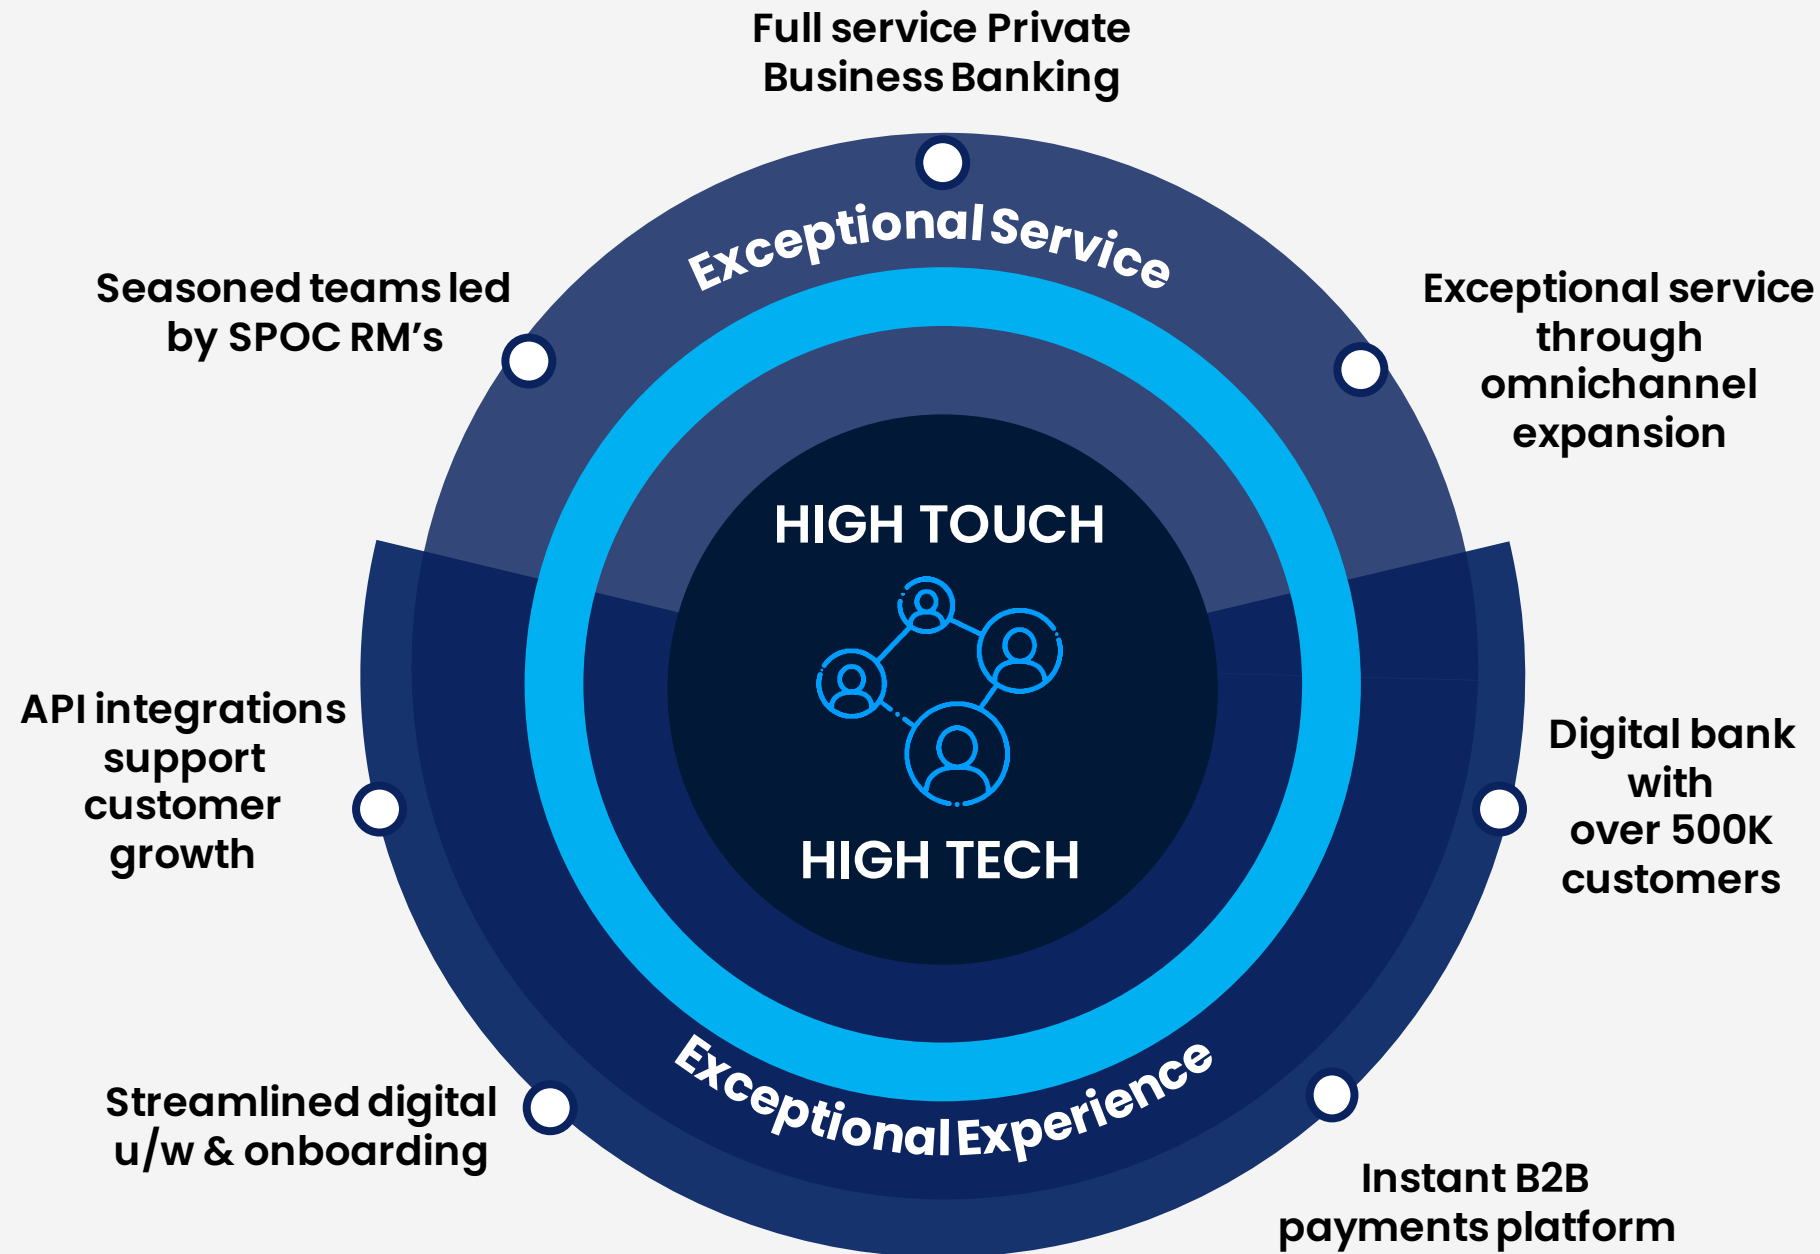 Full service Private
Business Banking
Exceptional Service
Seasoned teams led
by SPOC RM’s
Exceptional service
through
omnichannel
expansion
HIGH TOUCH
HIGH TECH
API integrations
support
customer
growth
Digital bank
with
over 500K
customers
Exceptional Experience
Streamlined digital
u/w & onboarding
Instant B2B
payments platform